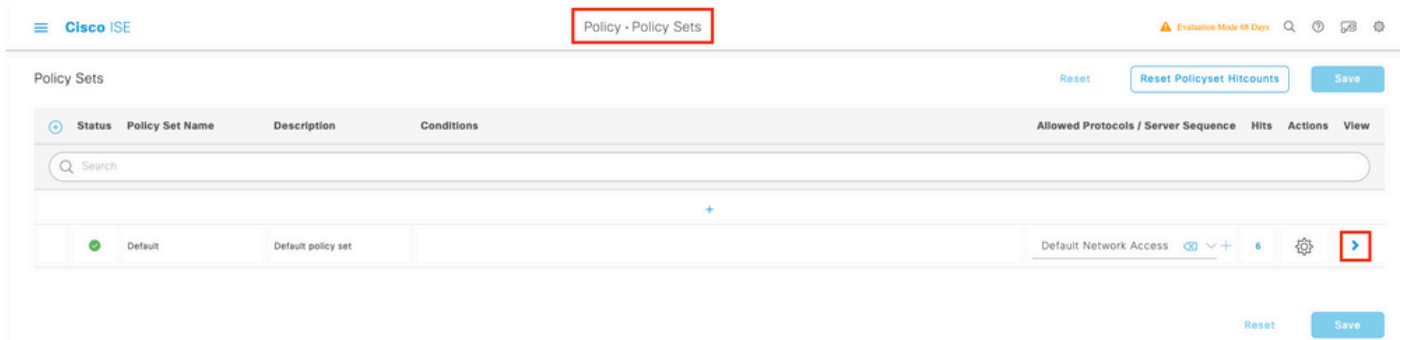 Cisco ISE
Policy · Policy Sets
Evaluation Mode 68 Days
Policy Sets
Reset
Reset Policyset Hitcounts
Save
Status Policy Set Name Description Conditions Allowed Protocols / Server Sequence Hits Actions View
Search
+
Default Default policy set Default Network Access + 6
Reset
Save